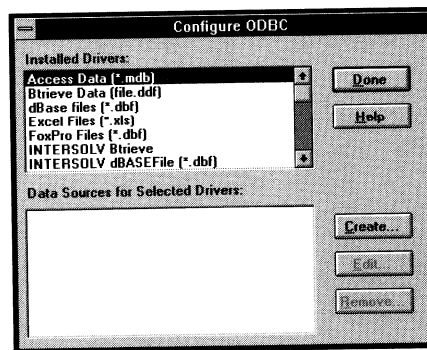 Configure ODBC
Installed Drivers:
Access Data (*.mdb)
Btrieve Data (file.ddf)
dBase files (*.dbf)
Excel Files (*.xls)
FoxPro Files (*.dbf)
INTERSOLV Btrieve
INTERSOLV dBASEFile (*.dbf)
Done
Help
Data Sources for Selected Drivers:
Create...
Edit...
Remove...